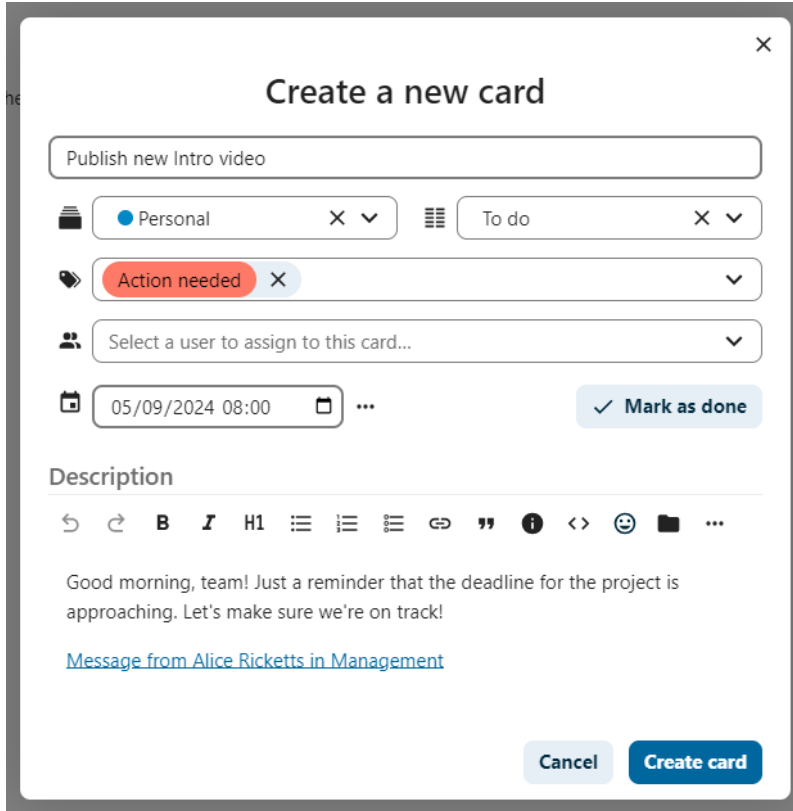 Create a new card
Publish new Intro video
Personal
To do
Action needed
Select a user to assign to this card...
05/09/2024 08:00
Mark as done
Description
B I H1
Good morning, team! Just a reminder that the deadline for the project is
approaching. Let's make sure we're on track!
Message from Alice Ricketts in Management
Cancel
Create card